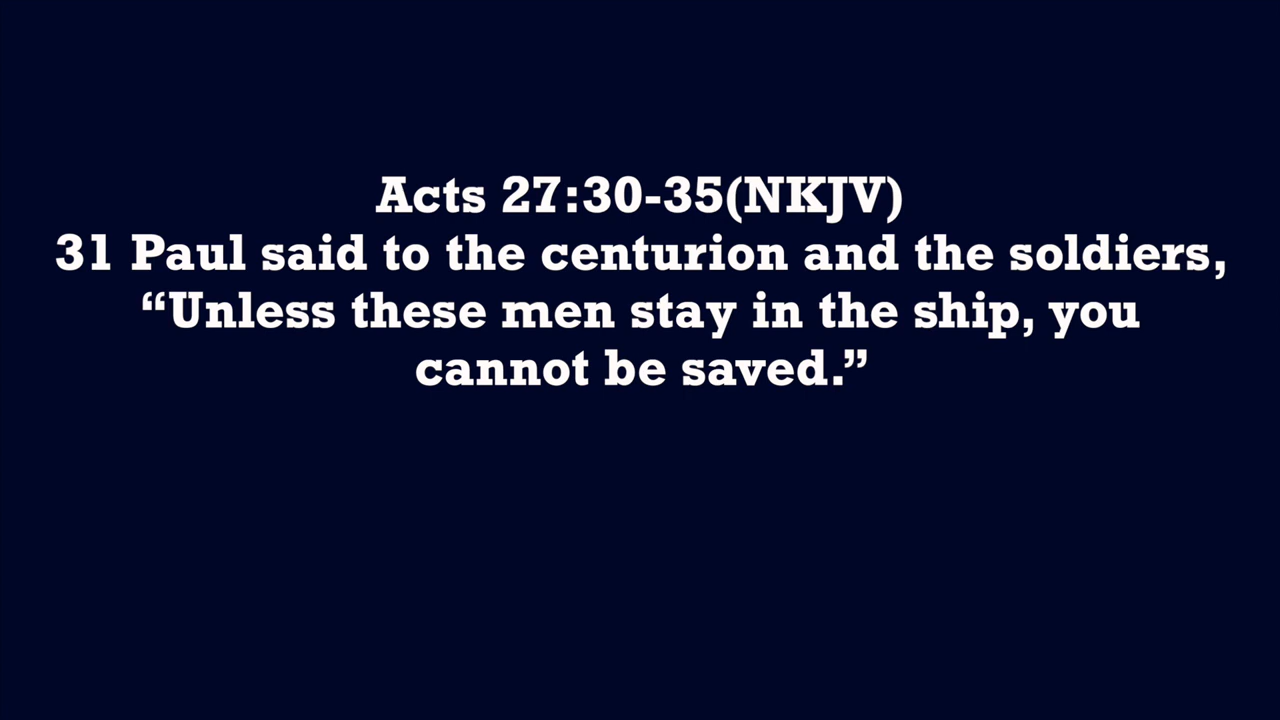 Acts 27:30-35(NKJV)
31 Paul said to the centurion and the soldiers,
“Unless these men stay in the ship, you
cannot be saved.”